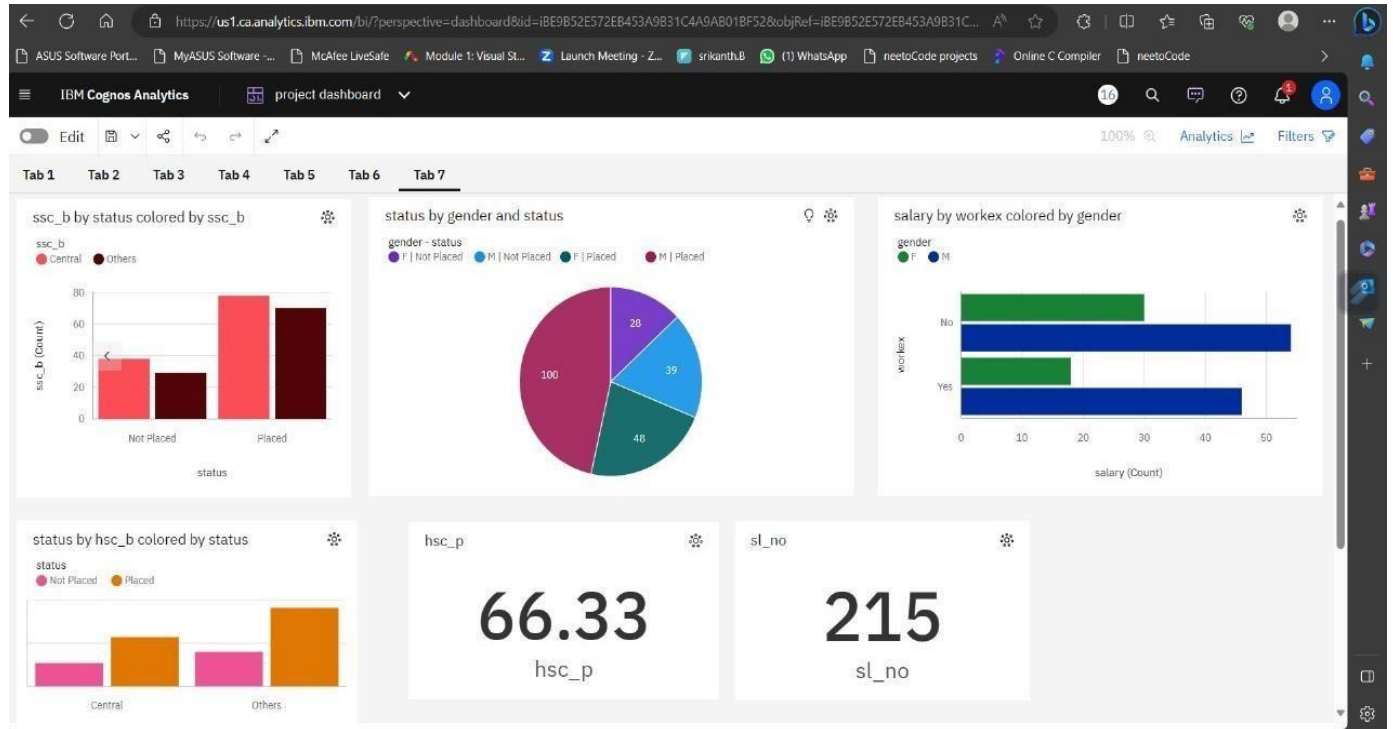 https://us1.ca.analytics.ibm.com/bi/?perspective=dashboard&id=iBE9B52E572EB453A9B31C4A9AB01BF52&objRef=iBE9B52E572EB453A9B31C...
ASUS Software Port... MyASUS Software -... McAfee LiveSafe Module 1: Visual St... Launch Meeting - Z... srikanth.B (1) WhatsApp neetoCode projects Online C Compiler neetoCode
IBM Cognos Analytics project dashboard 16 1
Edit 100% Analytics Filters
Tab 1 Tab 2 Tab 3 Tab 4 Tab 5 Tab 6 Tab 7
ssc_b by status colored by ssc_b
ssc_b
Central Others
80
60
40
20
0
ssc_b (Count)
Not Placed Placed
status
status by gender and status
gender - status
F | Not Placed M | Not Placed F | Placed M | Placed
28
39
100
48
salary by workex colored by gender
gender
F M
workex
No
Yes
0 10 20 30 40 50
salary (Count)
status by hsc_b colored by status
status
Not Placed Placed
Central Others
hsc_p
66.33
hsc_p
sl_no
215
sl_no